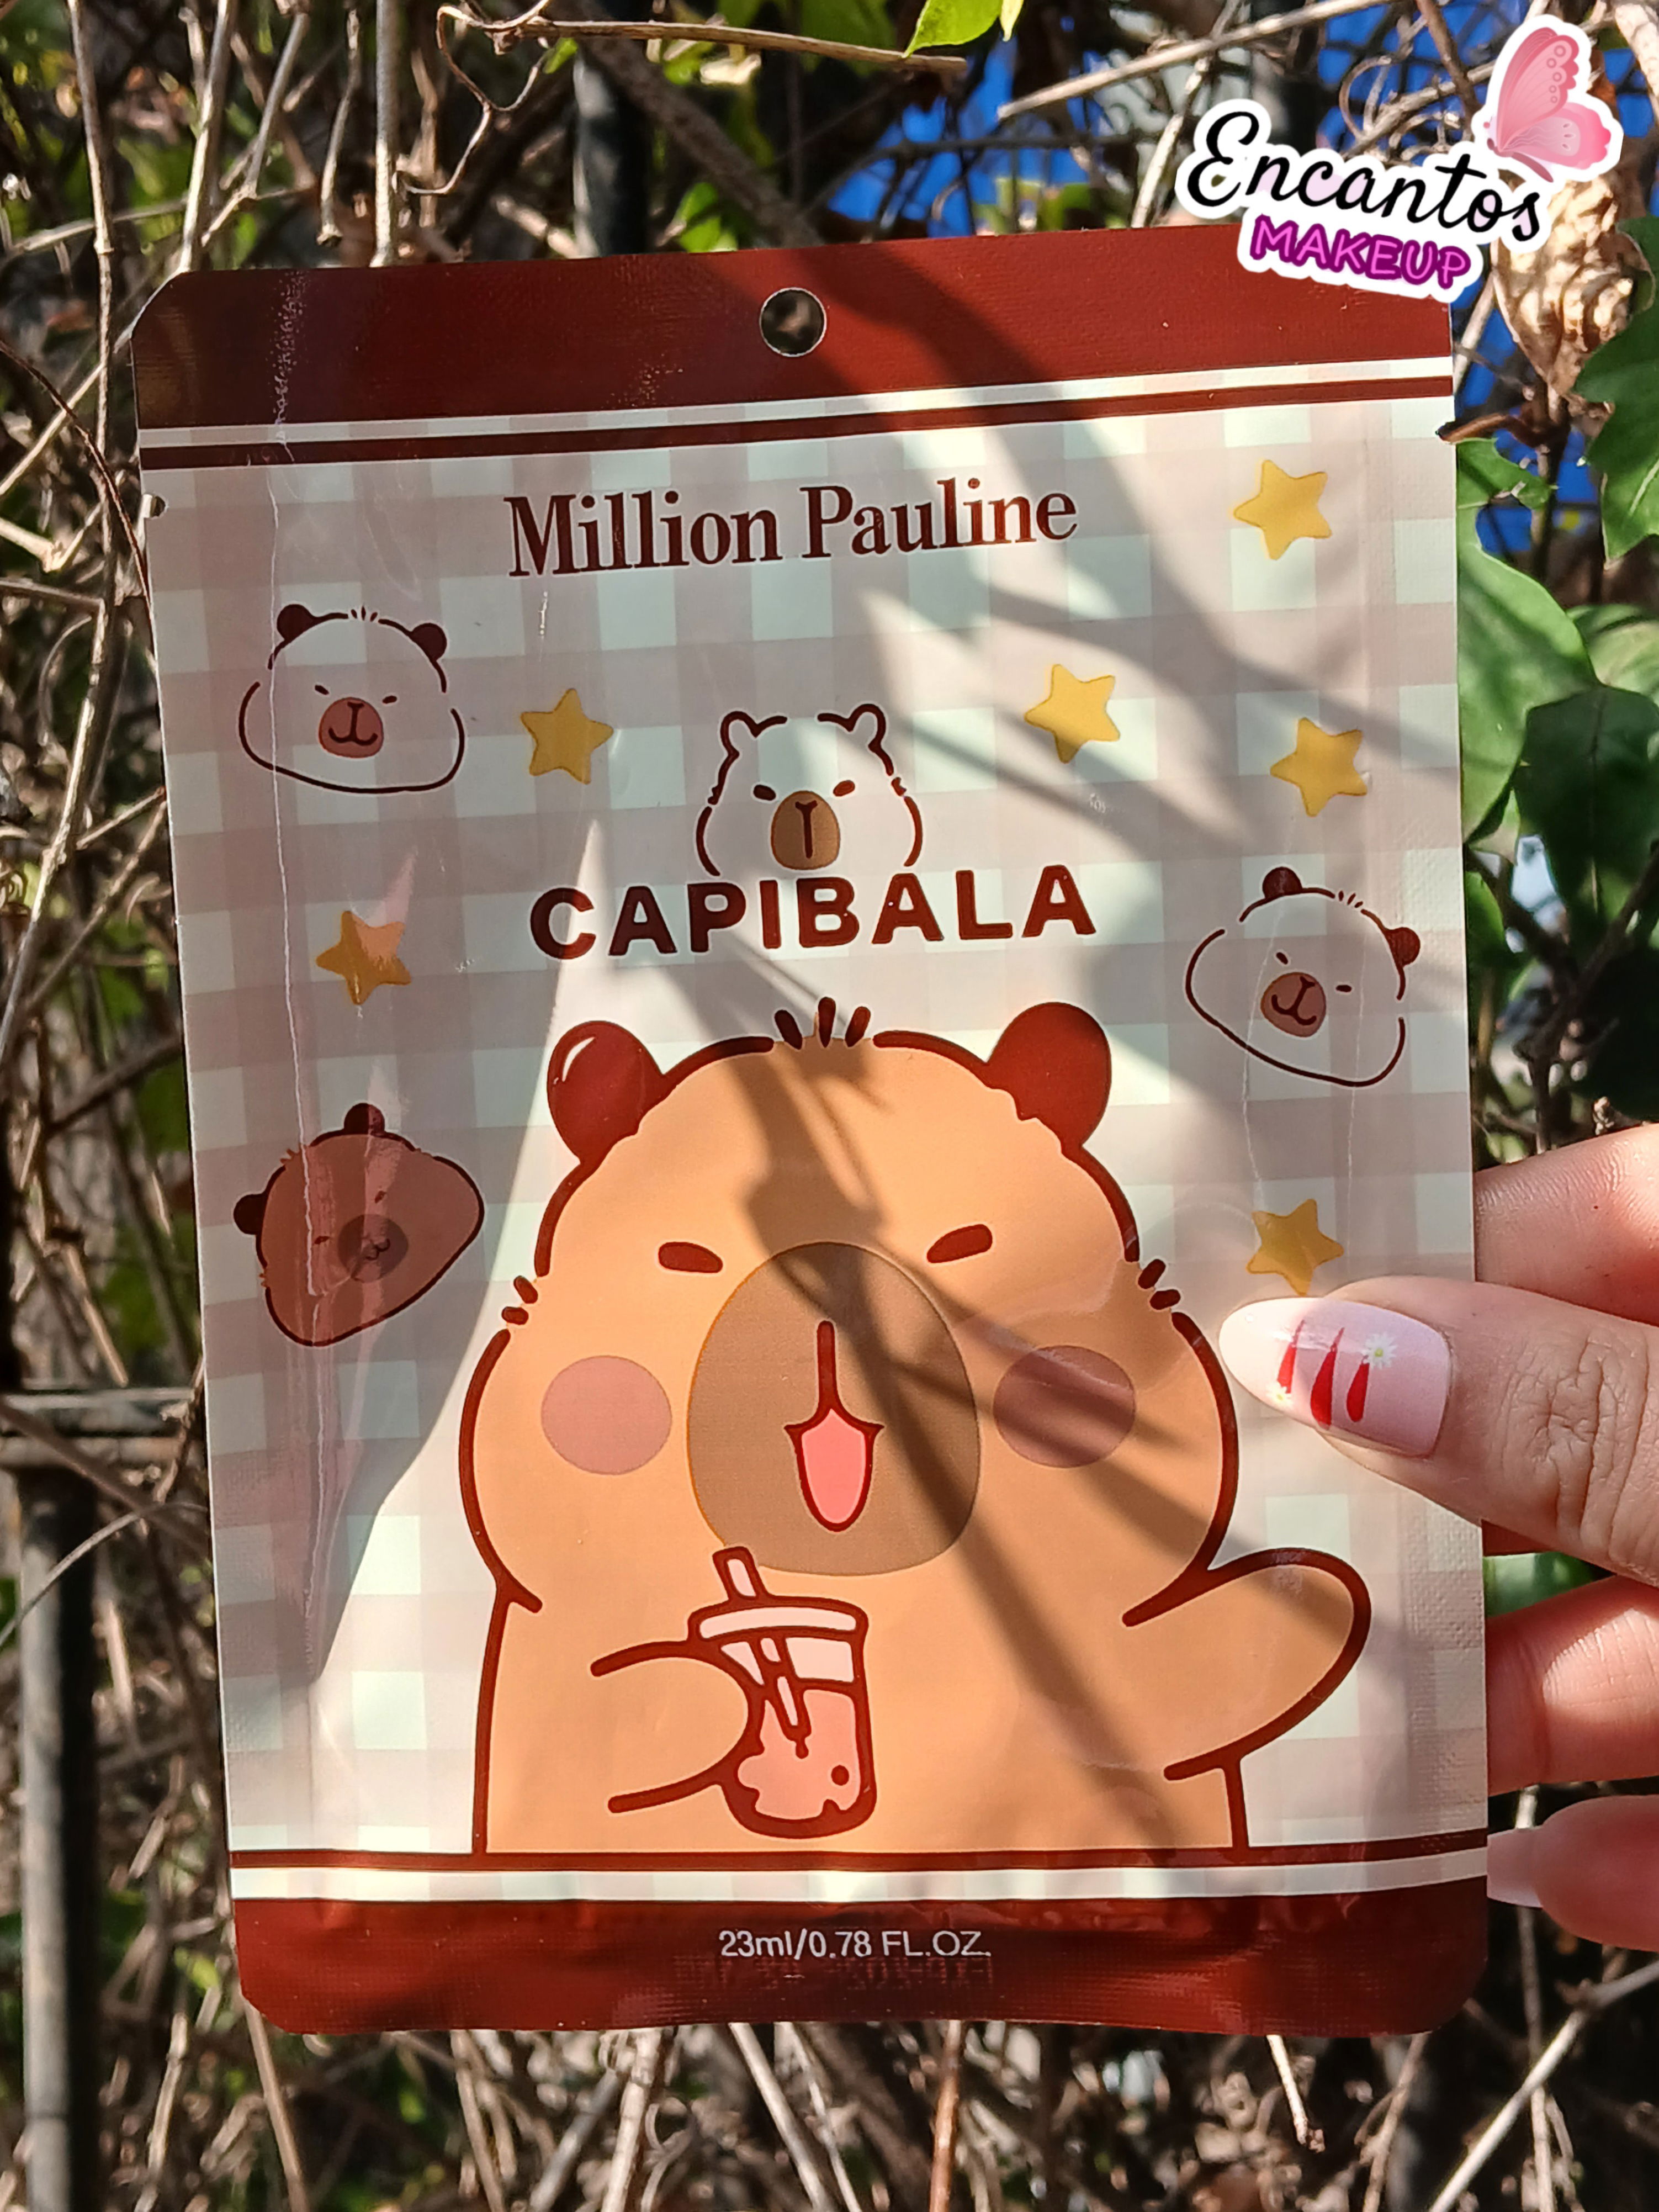 Encantos
MAKEUP
Million Pauline
CAPIBALA
23ml/0.78 FL.OZ.